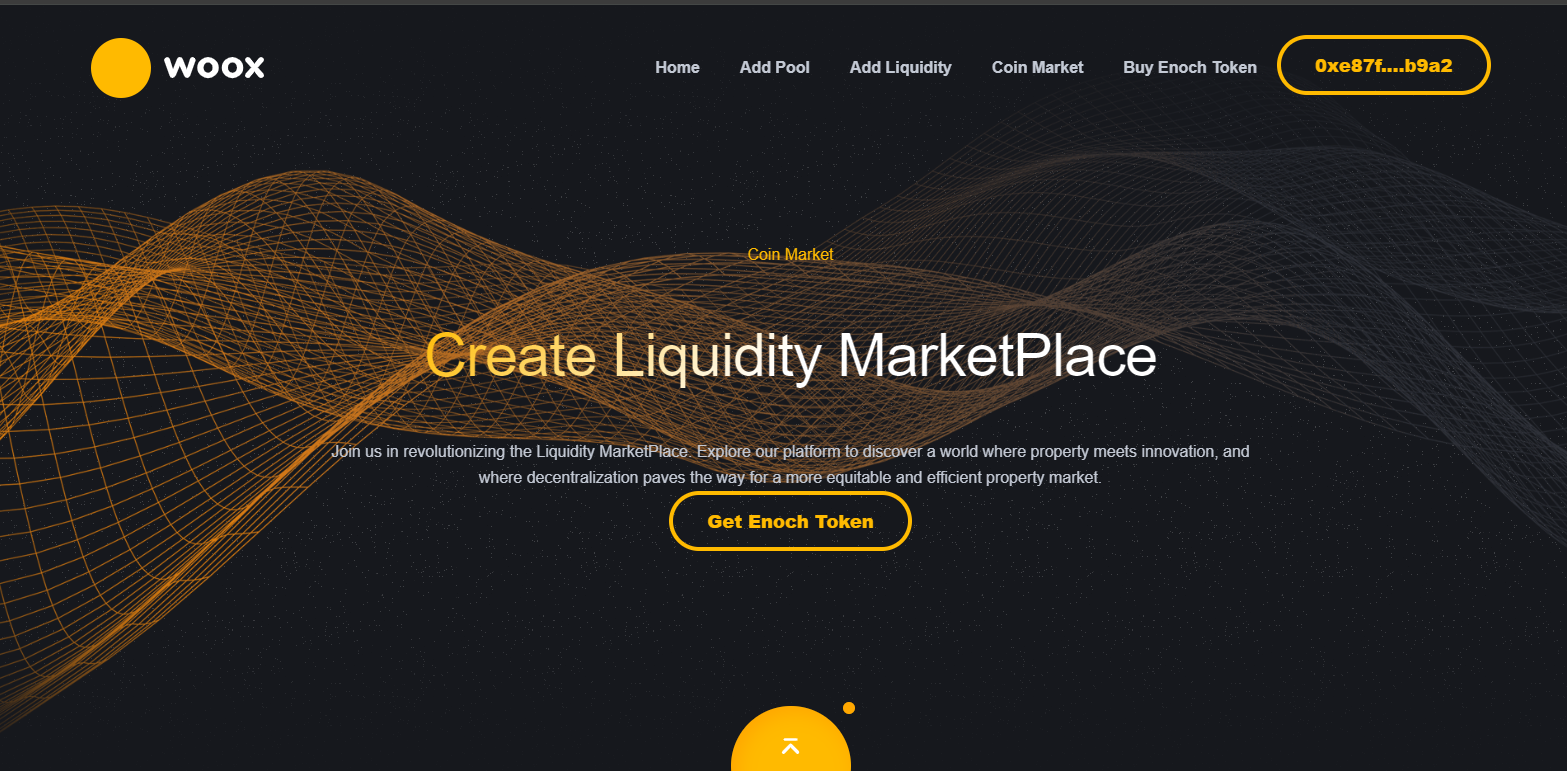 WOOX
Home Add Pool Add Liquidity Coin Market Buy Enoch Token 0xe87f....b9a2
Coin Market
Create Liquidity MarketPlace
Join us in revolutionizing the Liquidity MarketPlace. Explore our platform to discover a world where property meets innovation, and
where decentralization paves the way for a more equitable and efficient property market.
Get Enoch Token